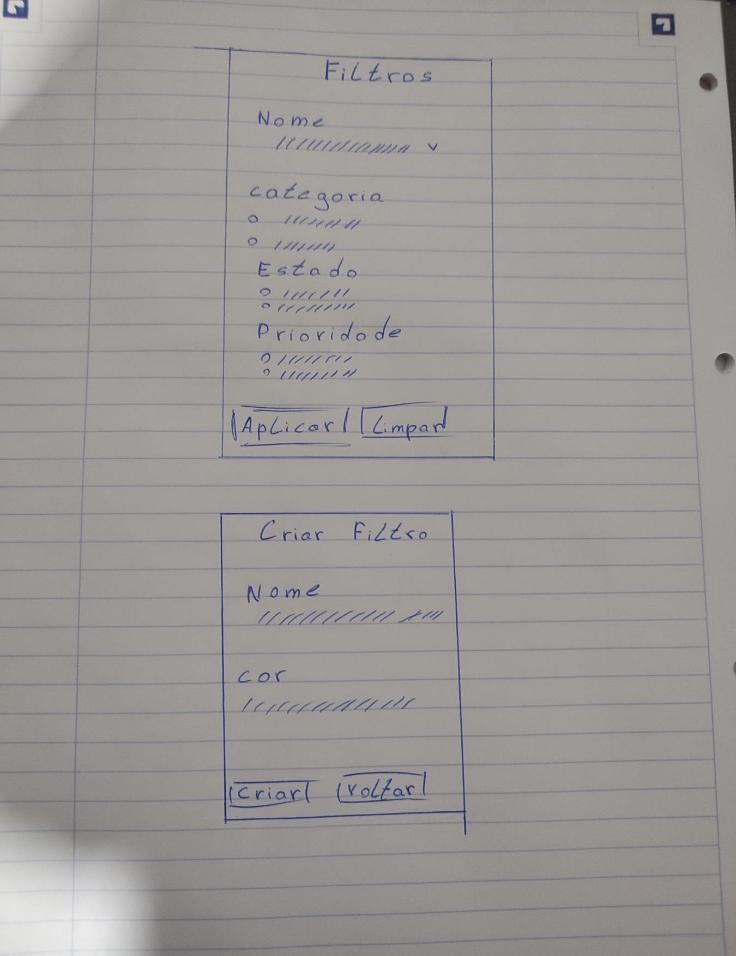 Filtros
Nome
categoria
Estado
Prioridade
Aplicar Limpar
Criar Filtro
Nome
cor
criar voltar